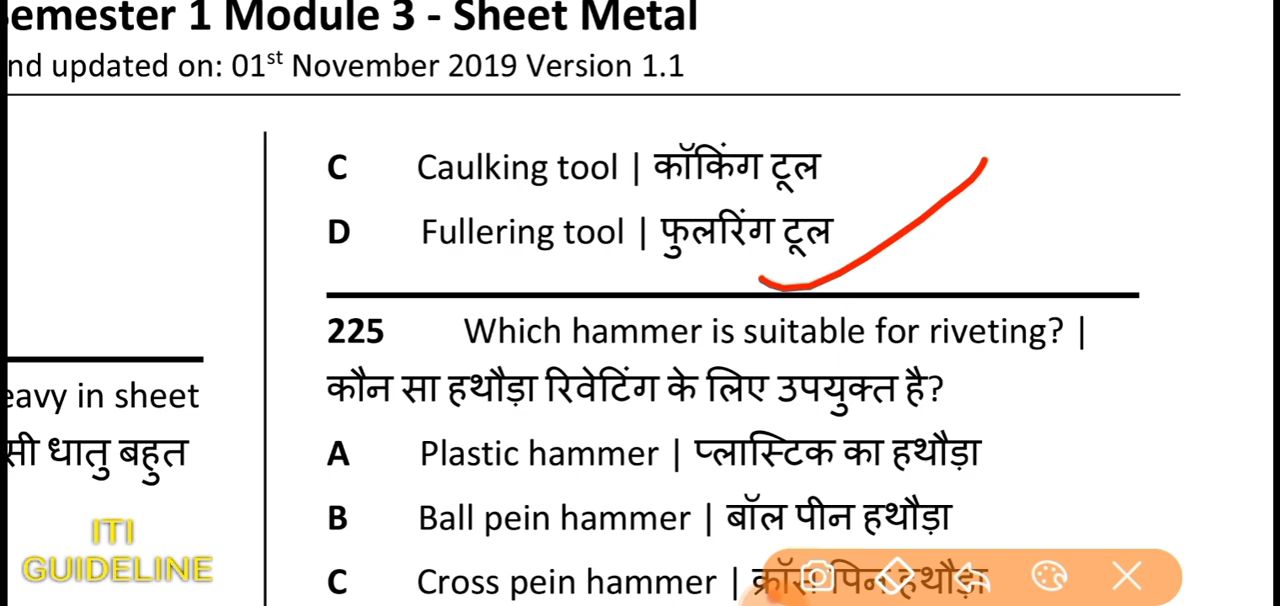 emester 1 Module 3 - Sheet Metal
nd updated on: 01st November 2019 Version 1.1
eavy in sheet
सी धातु बहुत
ITI
GUIDELINE
C Caulking tool | कॉकिंग टूल
D Fullering tool | फुलरिंग टूल
225 Which hammer is suitable for riveting? |
कौन सा हथौड़ा रिवेटिंग के लिए उपयुक्त है?
A Plastic hammer | प्लास्टिक का हथौड़ा
B Ball pein hammer | बॉल पीन हथौड़ा
C Cross pein hammer | क्रॉस पिन हथौड़ा